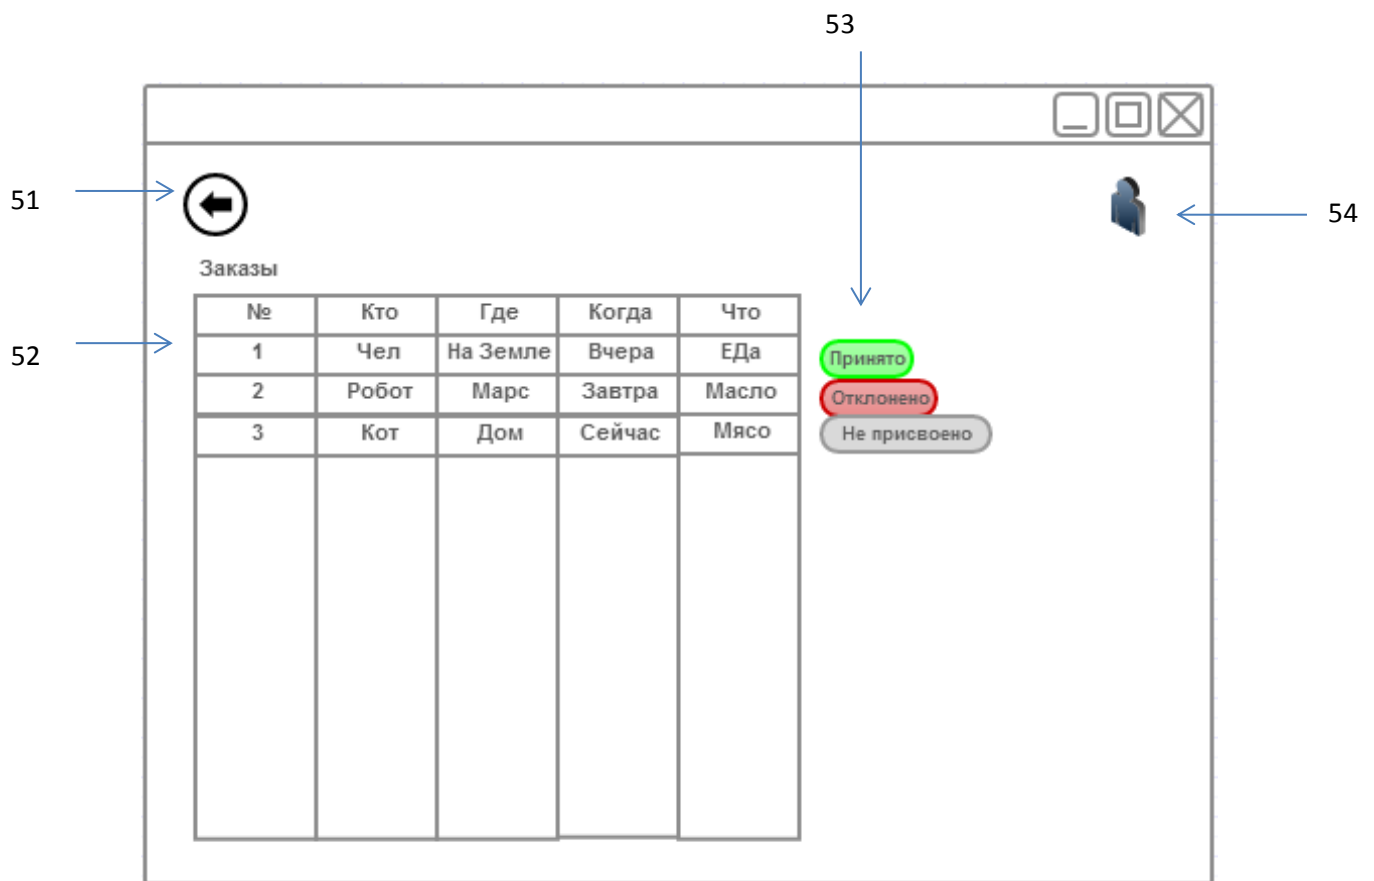 53
51
54
Заказы
№ Кто Где Когда Что
52
1 Чел На Земле Вчера ЕДа Принято
2 Робот Марс Завтра Масло Отклонено
3 Кот Дом Сейчас Мясо Не присвоено